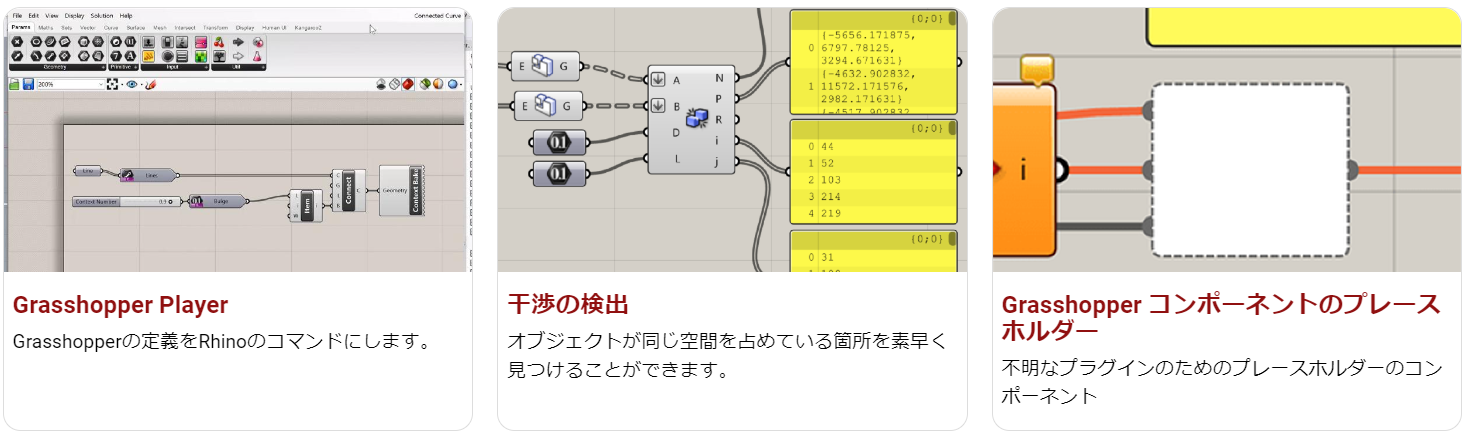 File Edit View Display Solution Help
Connected Curve
Params Maths Sets Vector Curve Surface Mesh Intersect Transform Display Human UI Kangaroo2
Geometry Primitive Input Util
200%
Line
Lines
Context Number 0.9
Bulge
Item
Connect
Geometry
Context Bake
E G
E G
0.1
0.1
A
B
D
L
N
P
R
i
j
{0;0}
0 {-5656.171875, 6797.78125, 3294.671631}
1 {-4632.902832, 11572.171576, 2982.171631}
{-4517.902832
{0;0}
0 44
1 52
2 103
3 214
4 219
{0;0}
0 31
i
Grasshopper Player
Grasshopperの定義をRhinoのコマンドにします。
干渉の検出
オブジェクトが同じ空間を占めている箇所を素早く
見つけることができます。
Grasshopper コンポーネントのプレース
ホルダー
不明なプラグインのためのプレースホルダーのコン
ポーネント